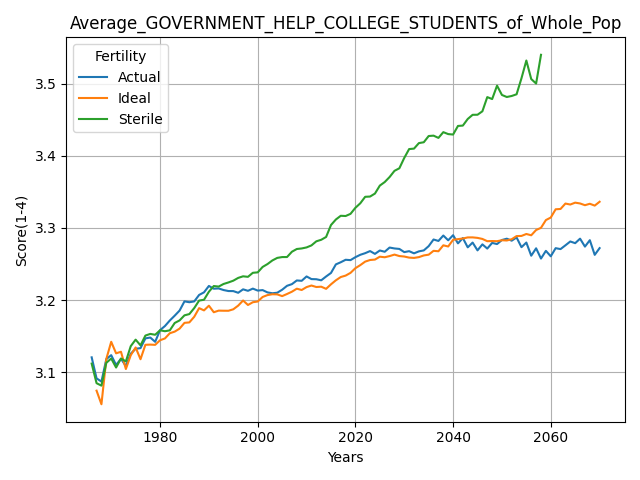 Average_GOVERNMENT_HELP_COLLEGE_STUDENTS_of_Whole_Pop
Fertility
Actual
Ideal
Sterile
Score(1-4)
3.5
3.4
3.3
3.2
3.1
1980
2000
2020
2040
2060
Years